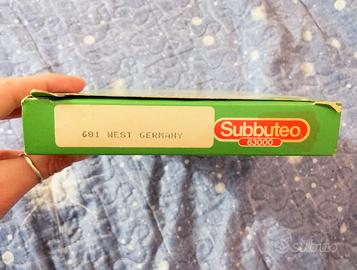 681 WEST GERMANY
Subbuteo
63000
subito